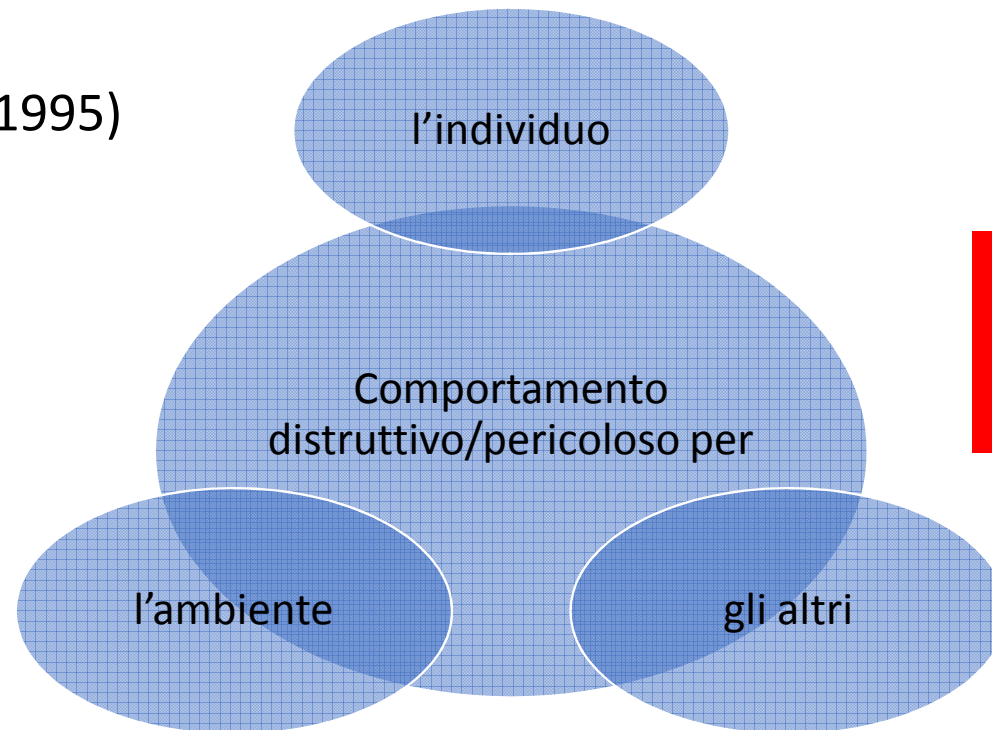 1995)
l'individuo
Comportamento
distruttivo/pericoloso per
l'ambiente
gli altri